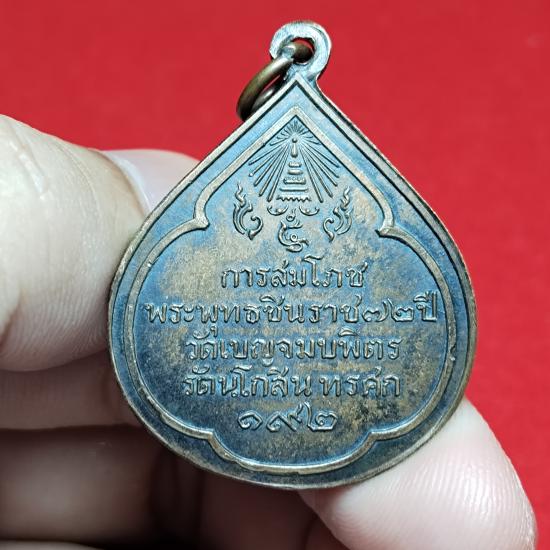 ๕
การสมโภช
พระพุทธชินราช๗๒ปี
วัดเบญจมบพิตร
รัตนโกสินทรศก
๑๙๒